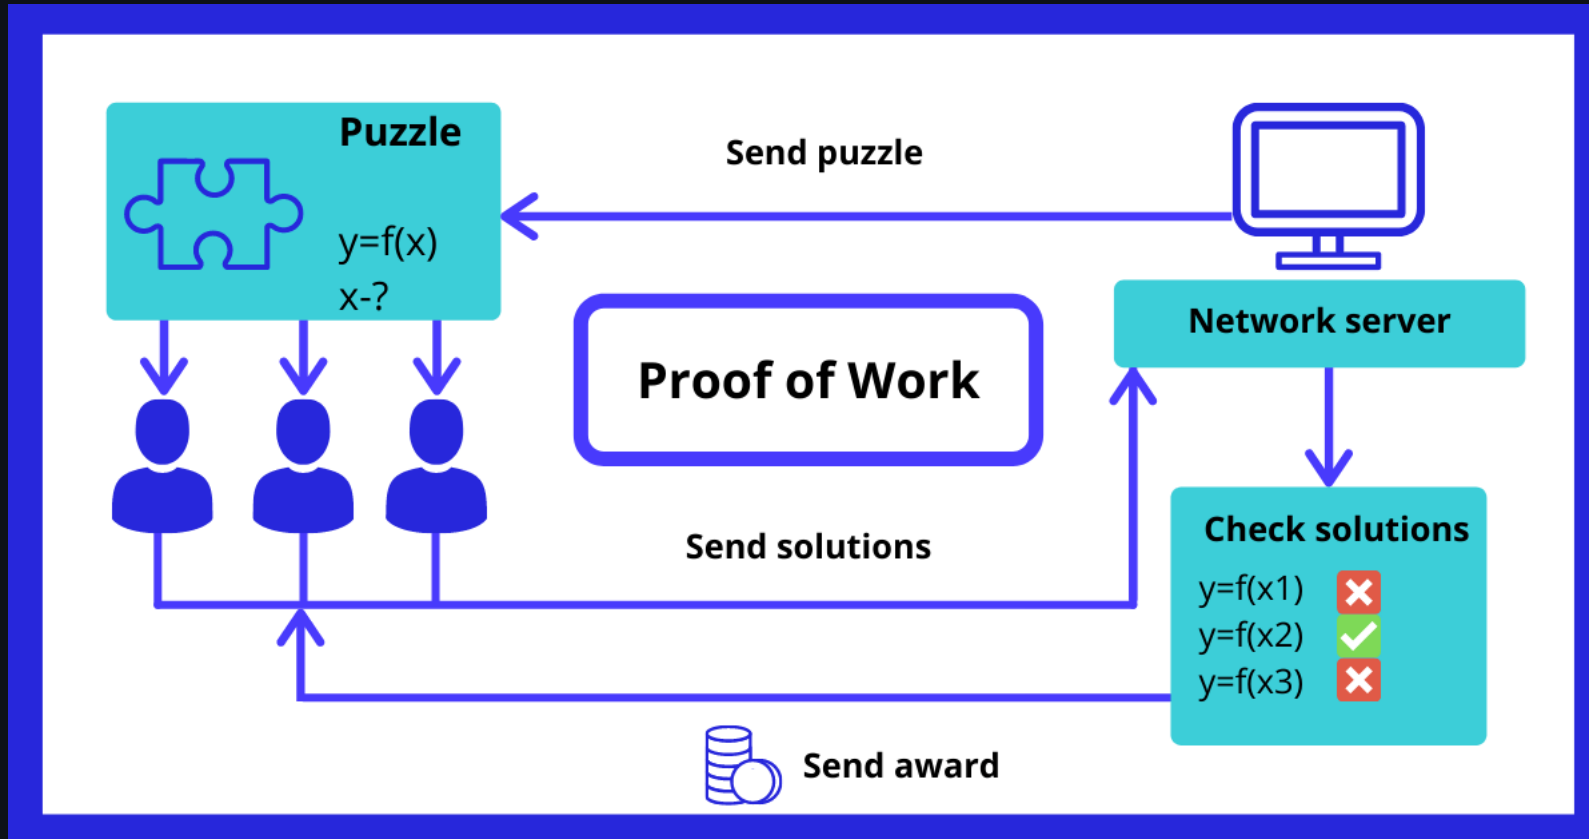 Puzzle
y=f(x)
x-?
Send puzzle
Network server
Proof of Work
Send solutions
Check solutions
y=f(x1)
y=f(x2)
y=f(x3)
Send award